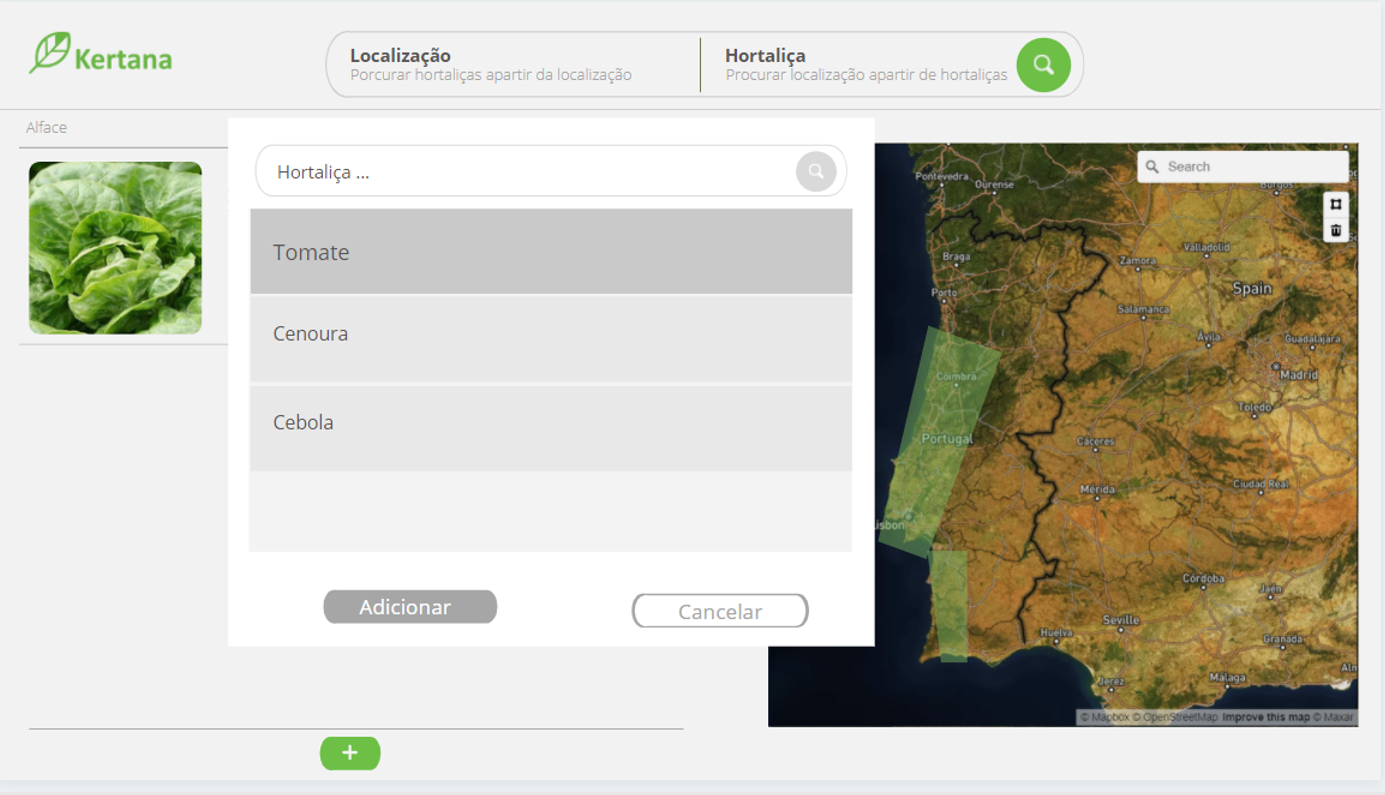 Kertana
Localização
Porcurar hortaliças apartir da localização
Hortaliça
Procurar localização apartir de hortaliças
Alface
Hortaliça ...
Tomate
Cenoura
Cebola
Adicionar
Cancelar
+
Search
Pontevedra
Ourense
Burgos
Braga
Valladolid
Zamora
Porto
Spain
Salamanca
Ávila
Guadalajara
Coimbra
Madrid
Toledo
Portugal
Cáceres
Ciudad Real
Mérida
Lisbon
Córdoba
Jaén
Seville
Huelva
Granada
Málaga
Jerez
Alm
© Mapbox © OpenStreetMap Improve this map © Maxar